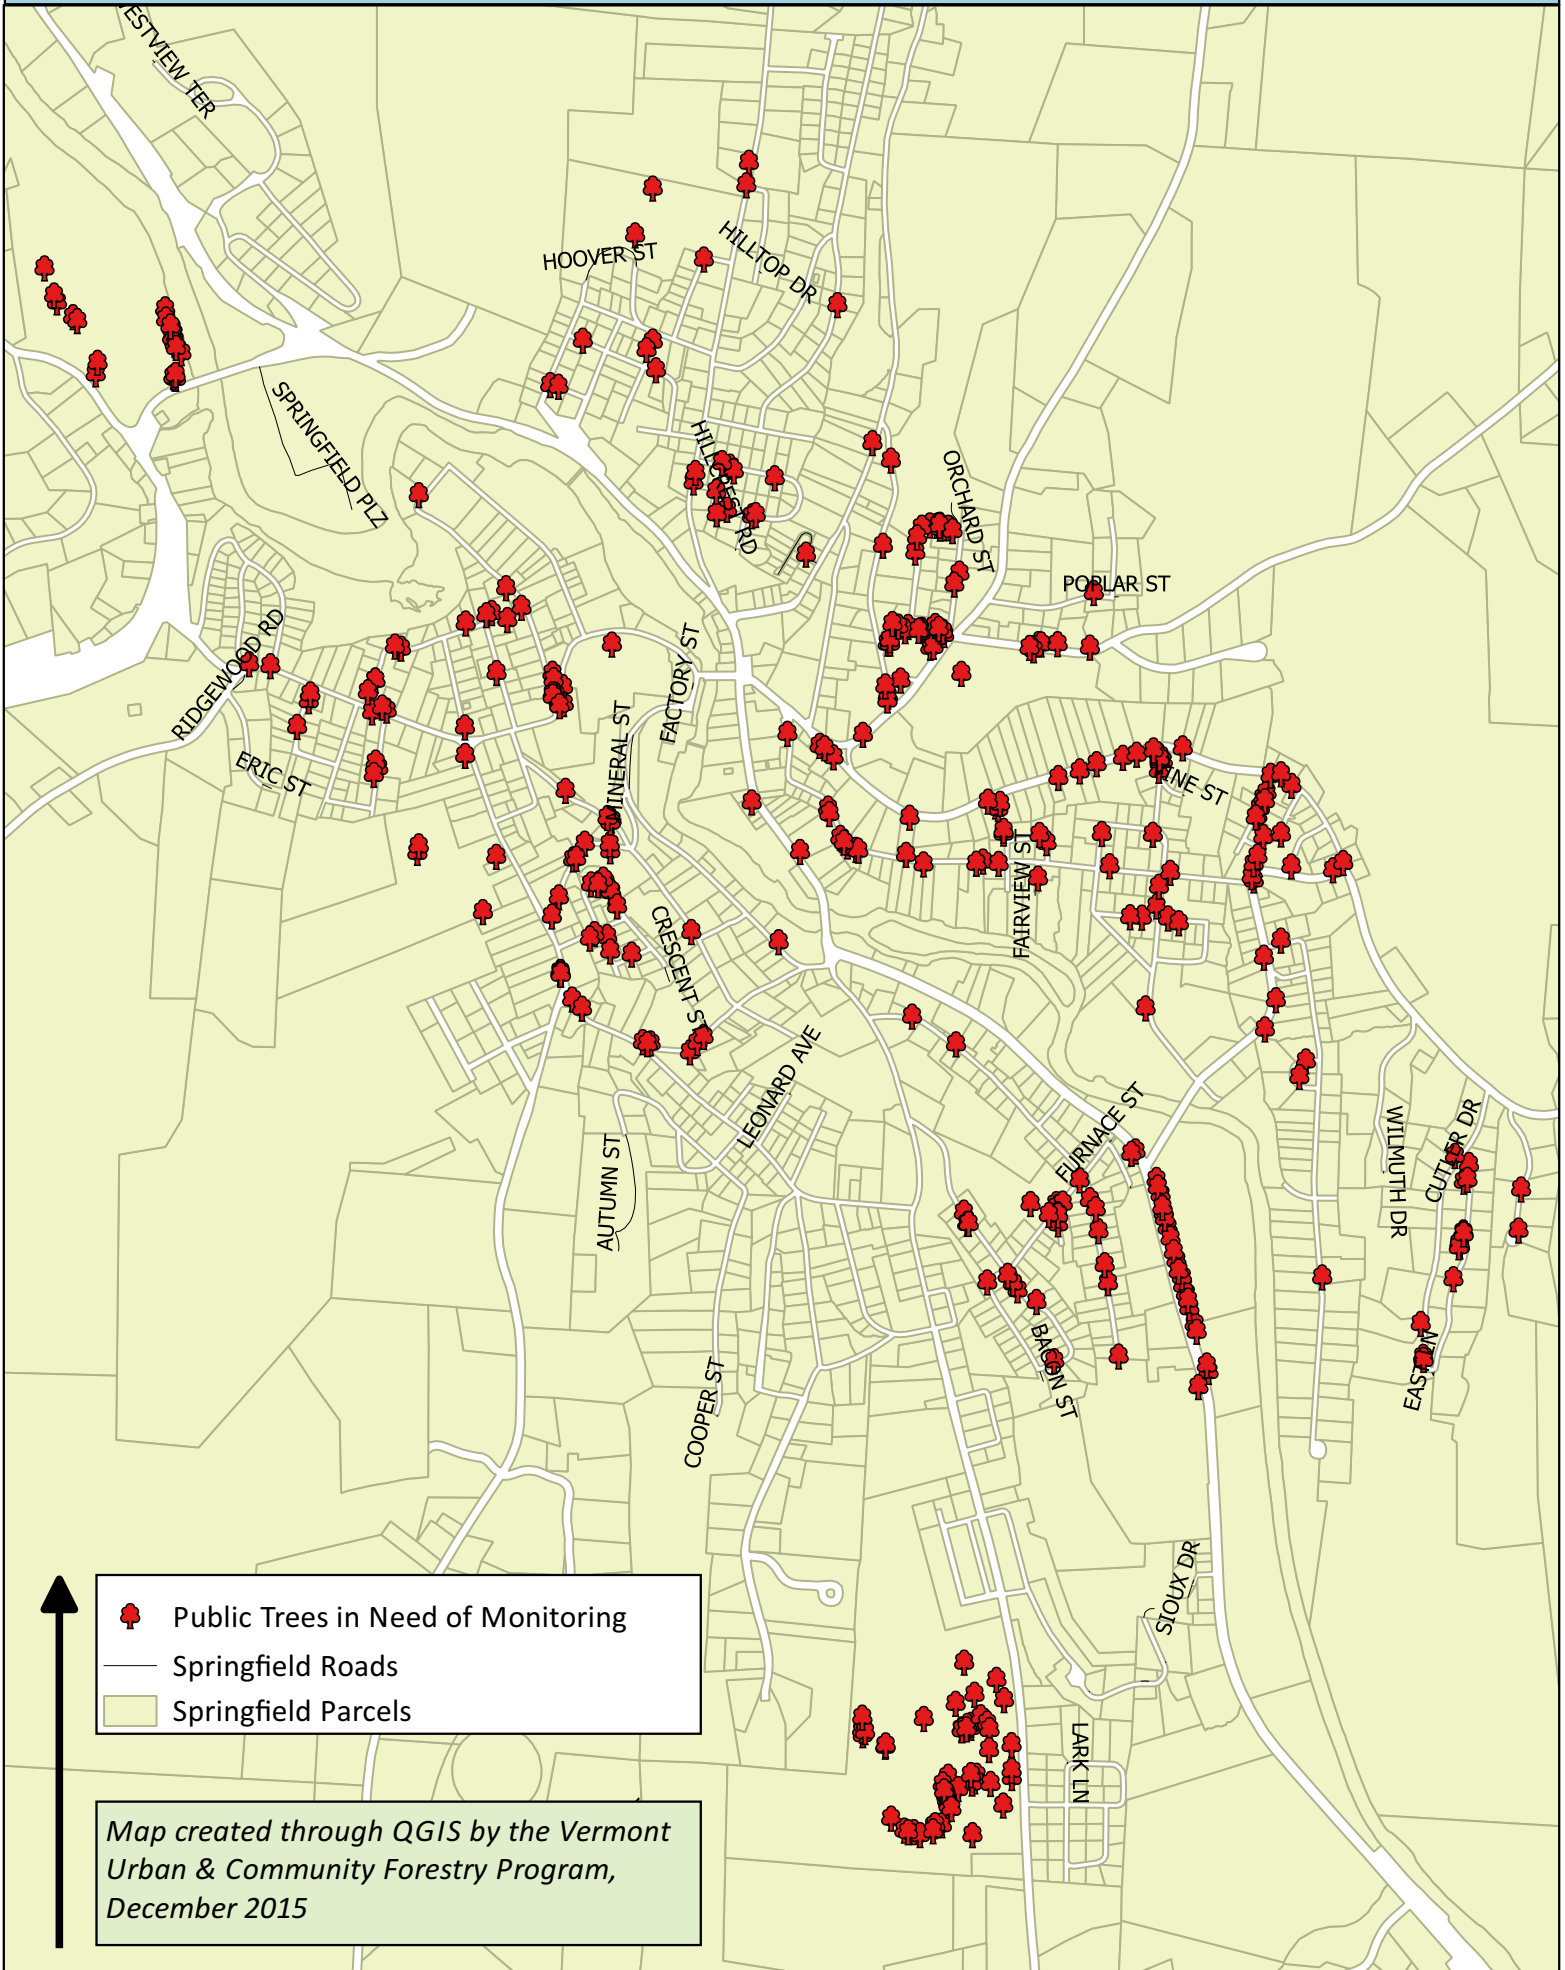 ESTVIEW TER
HOOVER ST
HILLTOP DR
SPRINGFIELD PLZ
HILLCREST RD
ORCHARD ST
POPLAR ST
RIDGEWOOD RD
FACTORY ST
MINERAL ST
ERIC ST
INE ST
FAIRVIEW ST
CRESCENT ST
LEONARD AVE
FURNACE ST
AUTUMN ST
WILMUTH DR
CUTLER DR
BACON ST
EAST LN
COOPER ST
SIOUX DR
LARK LN
Public Trees in Need of Monitoring
Springfield Roads
Springfield Parcels
Map created through QGIS by the Vermont
Urban & Community Forestry Program,
December 2015